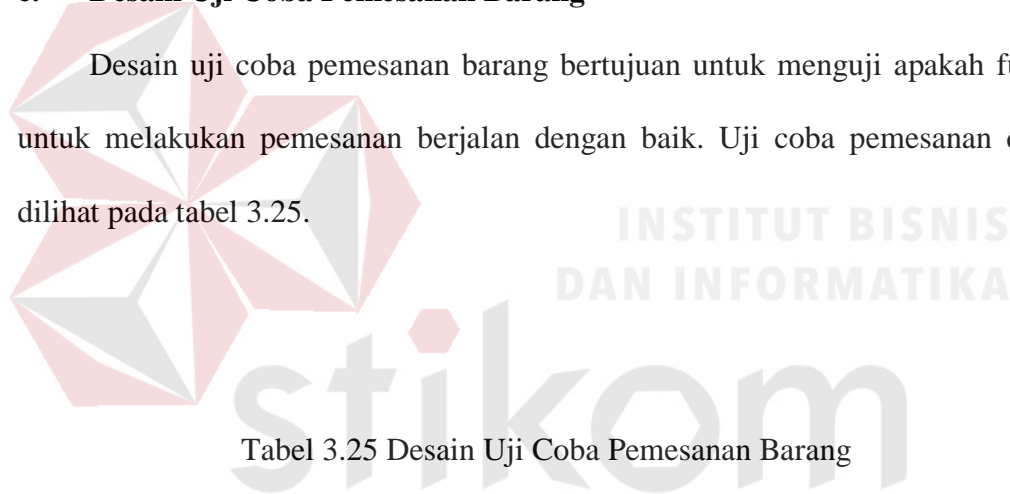 Desain Uji Coba Pemesanan Barang
Desain uji coba pemesanan barang bertujuan untuk menguji apakah fu
untuk melakukan pemesanan berjalan dengan baik. Uji coba pemesanan
dilihat pada tabel 3.25.
INSTITUT BISNIS
DAN INFORMATIKA
stikom
Tabel 3.25 Desain Uji Coba Pemesanan Barang